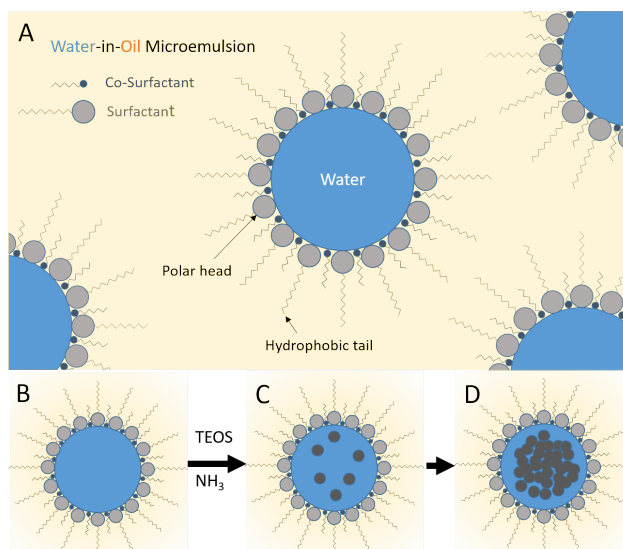 A
Water-in-Oil Microemulsion
Co-Surfactant
Surfactant
Water
Polar head
Hydrophobic tail
B
TEOS
NH₃
C
D